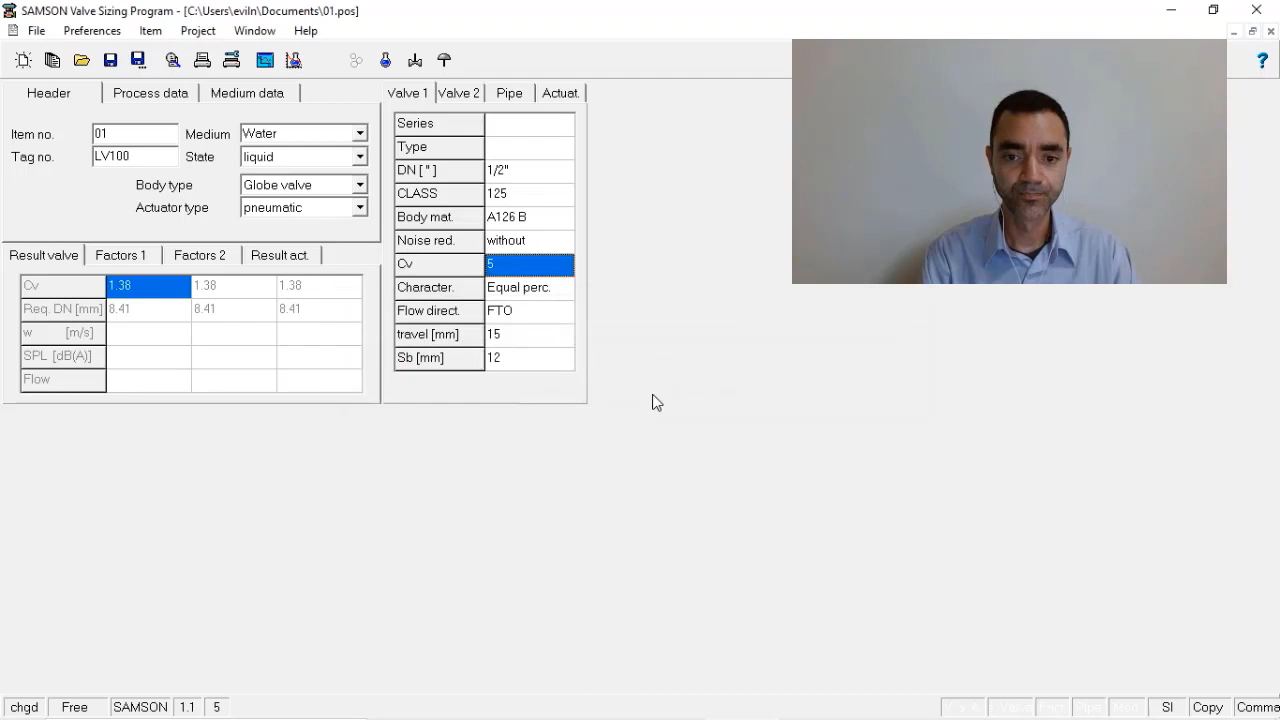 SAMSON Valve Sizing Program - [C:\Users\eviln\Documents\01.pos]
File Preferences Item Project Window Help
Header Process data Medium data
Item no. 01 Medium Water
Tag no. LV100 State liquid
Body type Globe valve
Actuator type pneumatic
Result valve Factors 1 Factors 2 Result act.
Cv 1.38 1.38 1.38
Req. DN [mm] 8.41 8.41 8.41
w [m/s]
SPL [dB(A)]
Flow
Valve 1 Valve 2 Pipe Actuat.
Series
Type
DN ["] 1/2"
CLASS 125
Body mat. A126 B
Noise red. without
Cv 5
Character. Equal perc.
Flow direct. FTO
travel [mm] 15
Sb [mm] 12
chgd Free SAMSON 1.1 5 SI Copy Comma